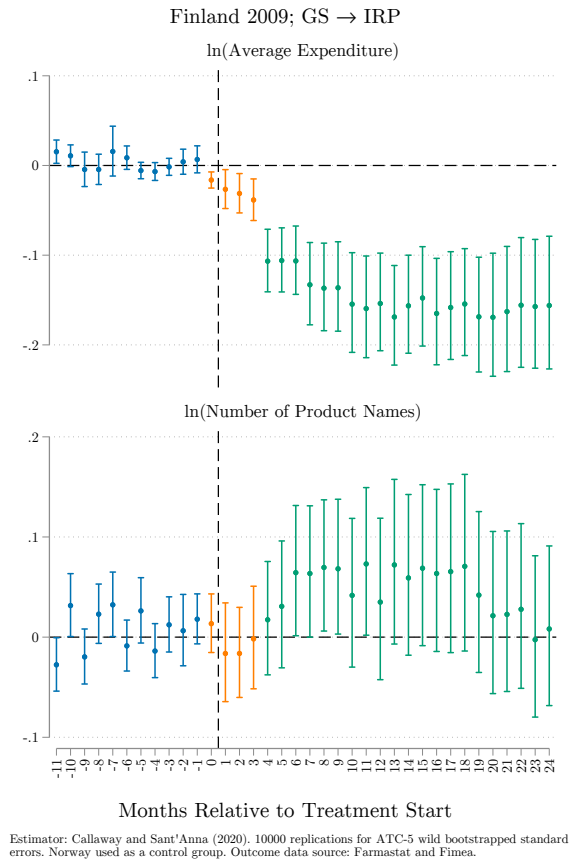 Finland 2009; GS → IRP
ln(Average Expenditure)
.1
0
-.1
-.2
ln(Number of Product Names)
.2
.1
0
-.1
-11 -10 -9 -8 -7 -6 -5 -4 -3 -2 -1 0 1 2 3 4 5 6 7 8 9 10 11 12 13 14 15 16 17 18 19 20 21 22 23 24
Months Relative to Treatment Start
Estimator: Callaway and Sant'Anna (2020). 10000 replications for ATC-5 wild bootstrapped standard
errors. Norway used as a control group. Outcome data source: Farmastat and Fimea.